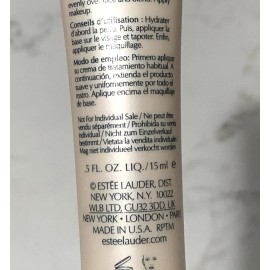 evenly over face and blend. Apply
makeup.
Conseils d'utilisation : Hydrater
d'abord la peau. Puis, appliquer la
base sur le visage et tapoter. Enfin,
appliquer le maquillage.
Modo de empleo: Primero aplique
su crema de tratamiento habitual. A
continuación, extienda el producto
suave y uniformemente por todo el
rostro. Aplique encima el maquillaje
de base.
Not For Individual Sale / Ne peut être
vendu séparément/ Prohibida su venta
individual / Nicht zum Einzelverkauf
bestimmt/ Vietata la vendita individuale
Mag niet individueel verkocht worden
.5 FL. OZ. LIQ./15 ml e
© ESTÉE LAUDER, DIST.
NEW YORK, N.Y. 10022
WLB LTD, GU32 3DD, UK
NEW YORK • LONDON • PARIS
MADE IN U.S.A. RPTM
esteelauder.com